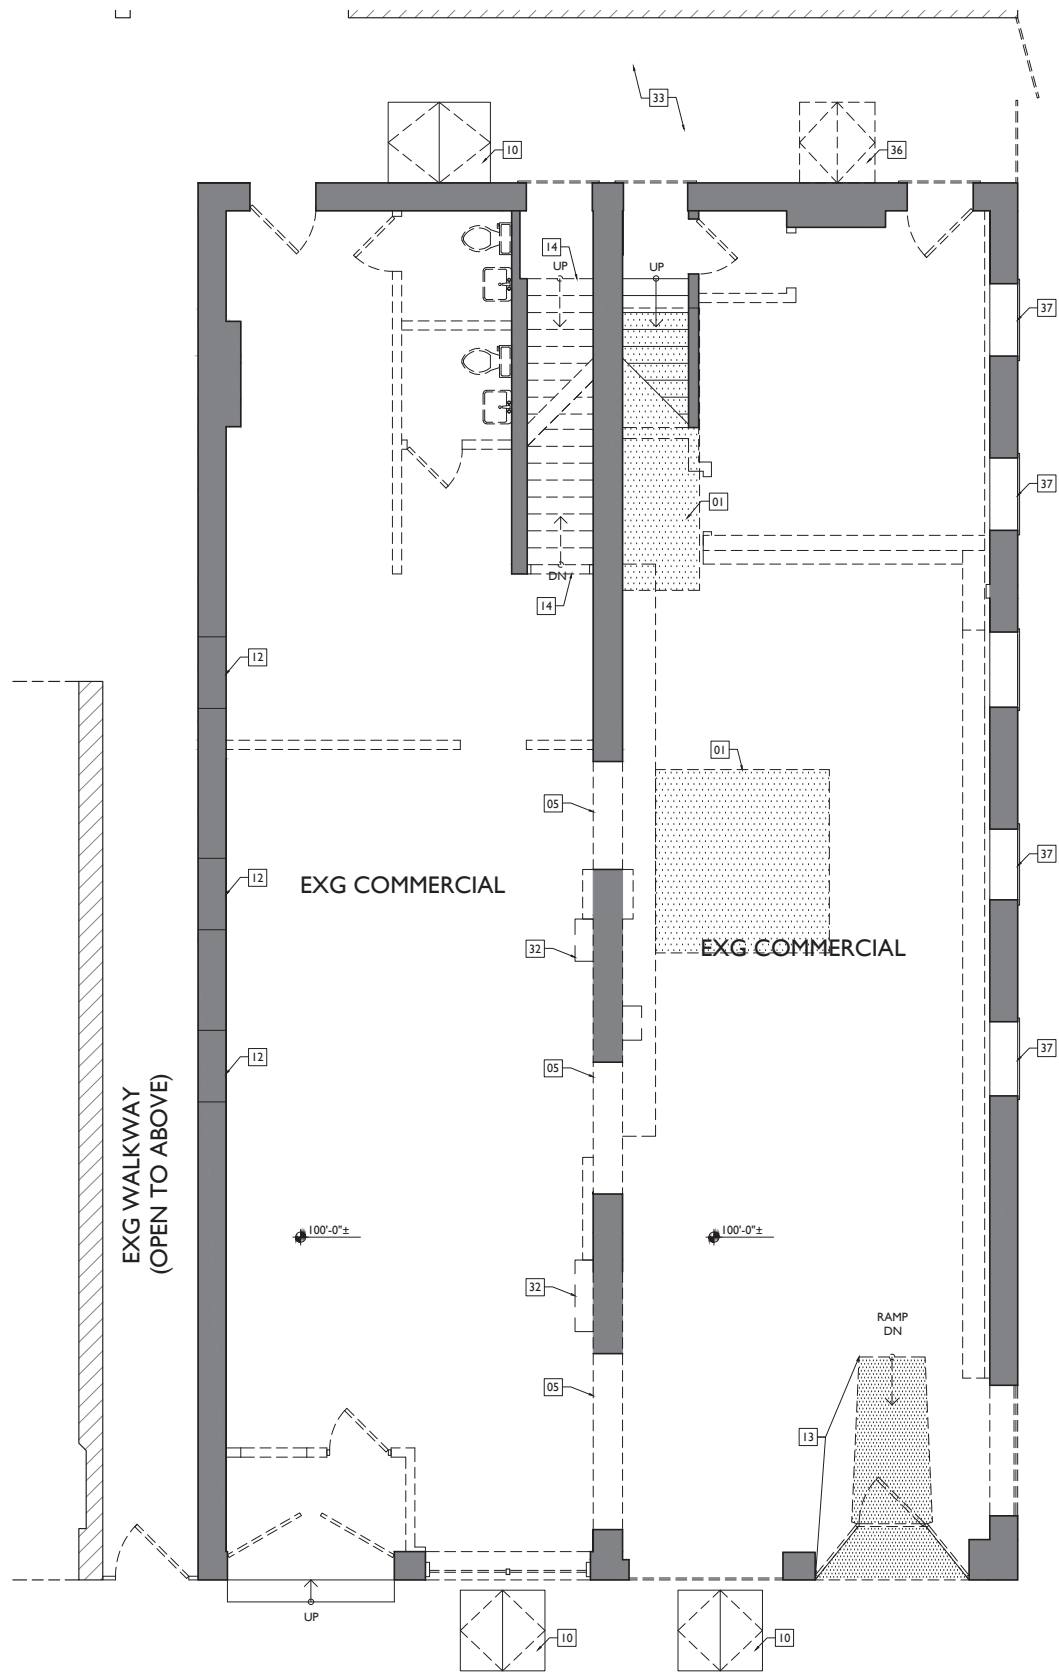 33
10
36
14
UP
UP
37
37
01
DN
14
12
01
05
37
12
EXG COMMERCIAL
32
EXG COMMERCIAL
12
05
37
EXG WALKWAY
(OPEN TO ABOVE)
100'-0"±
100'-0"±
32
RAMP
DN
05
13
UP
10
10